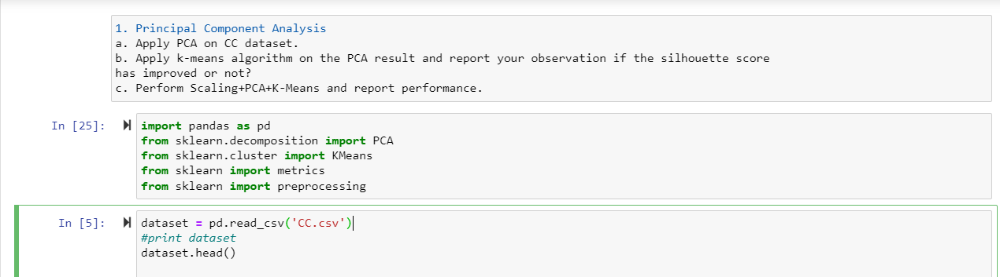 1. Principal Component Analysis
a. Apply PCA on CC dataset.
b. Apply k-means algorithm on the PCA result and report your observation if the silhouette score
has improved or not?
c. Perform Scaling+PCA+K-Means and report performance.
In [25]:
import pandas as pd
from sklearn.decomposition import PCA
from sklearn.cluster import KMeans
from sklearn import metrics
from sklearn import preprocessing
In [5]:
dataset = pd.read_csv('CC.csv')
#print dataset
dataset.head()